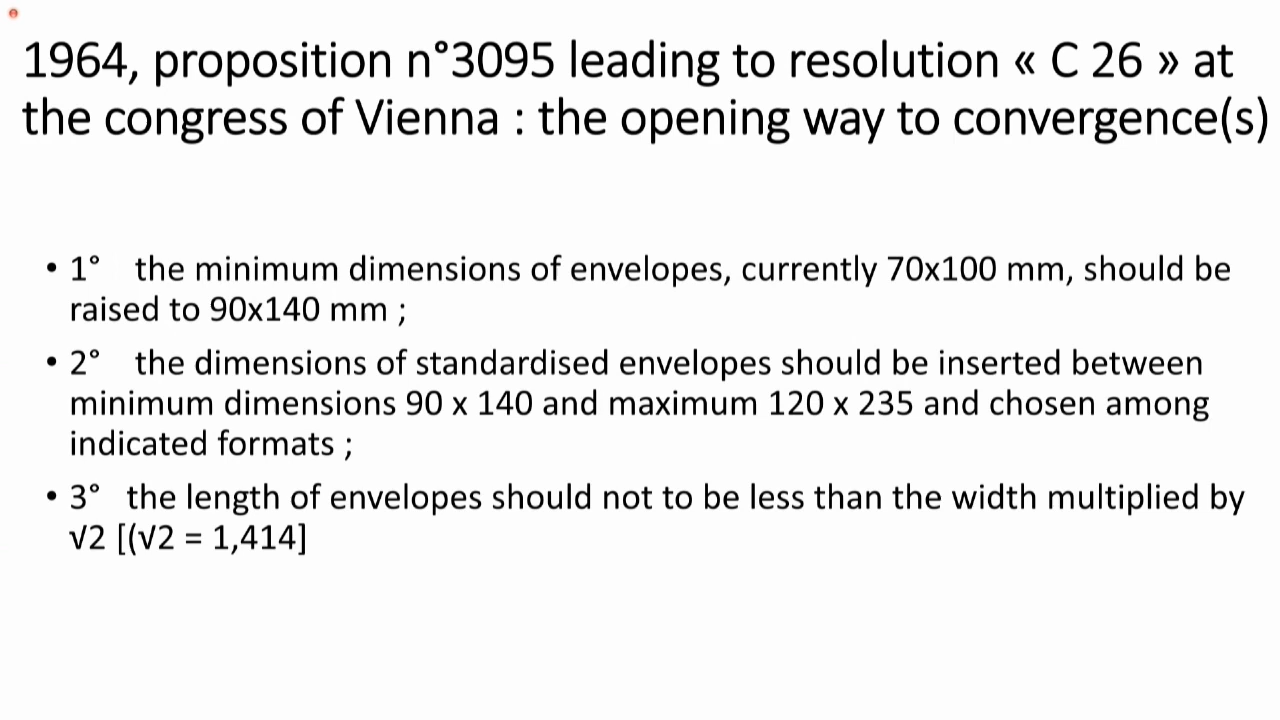 1964, proposition n°3095 leading to resolution « C 26 » at
the congress of Vienna : the opening way to convergence(s)
• 1° the minimum dimensions of envelopes, currently 70x100 mm, should be
raised to 90x140 mm ;
• 2° the dimensions of standardised envelopes should be inserted between
minimum dimensions 90 x 140 and maximum 120 x 235 and chosen among
indicated formats ;
• 3° the length of envelopes should not to be less than the width multiplied by
√2 [(√2 = 1,414]